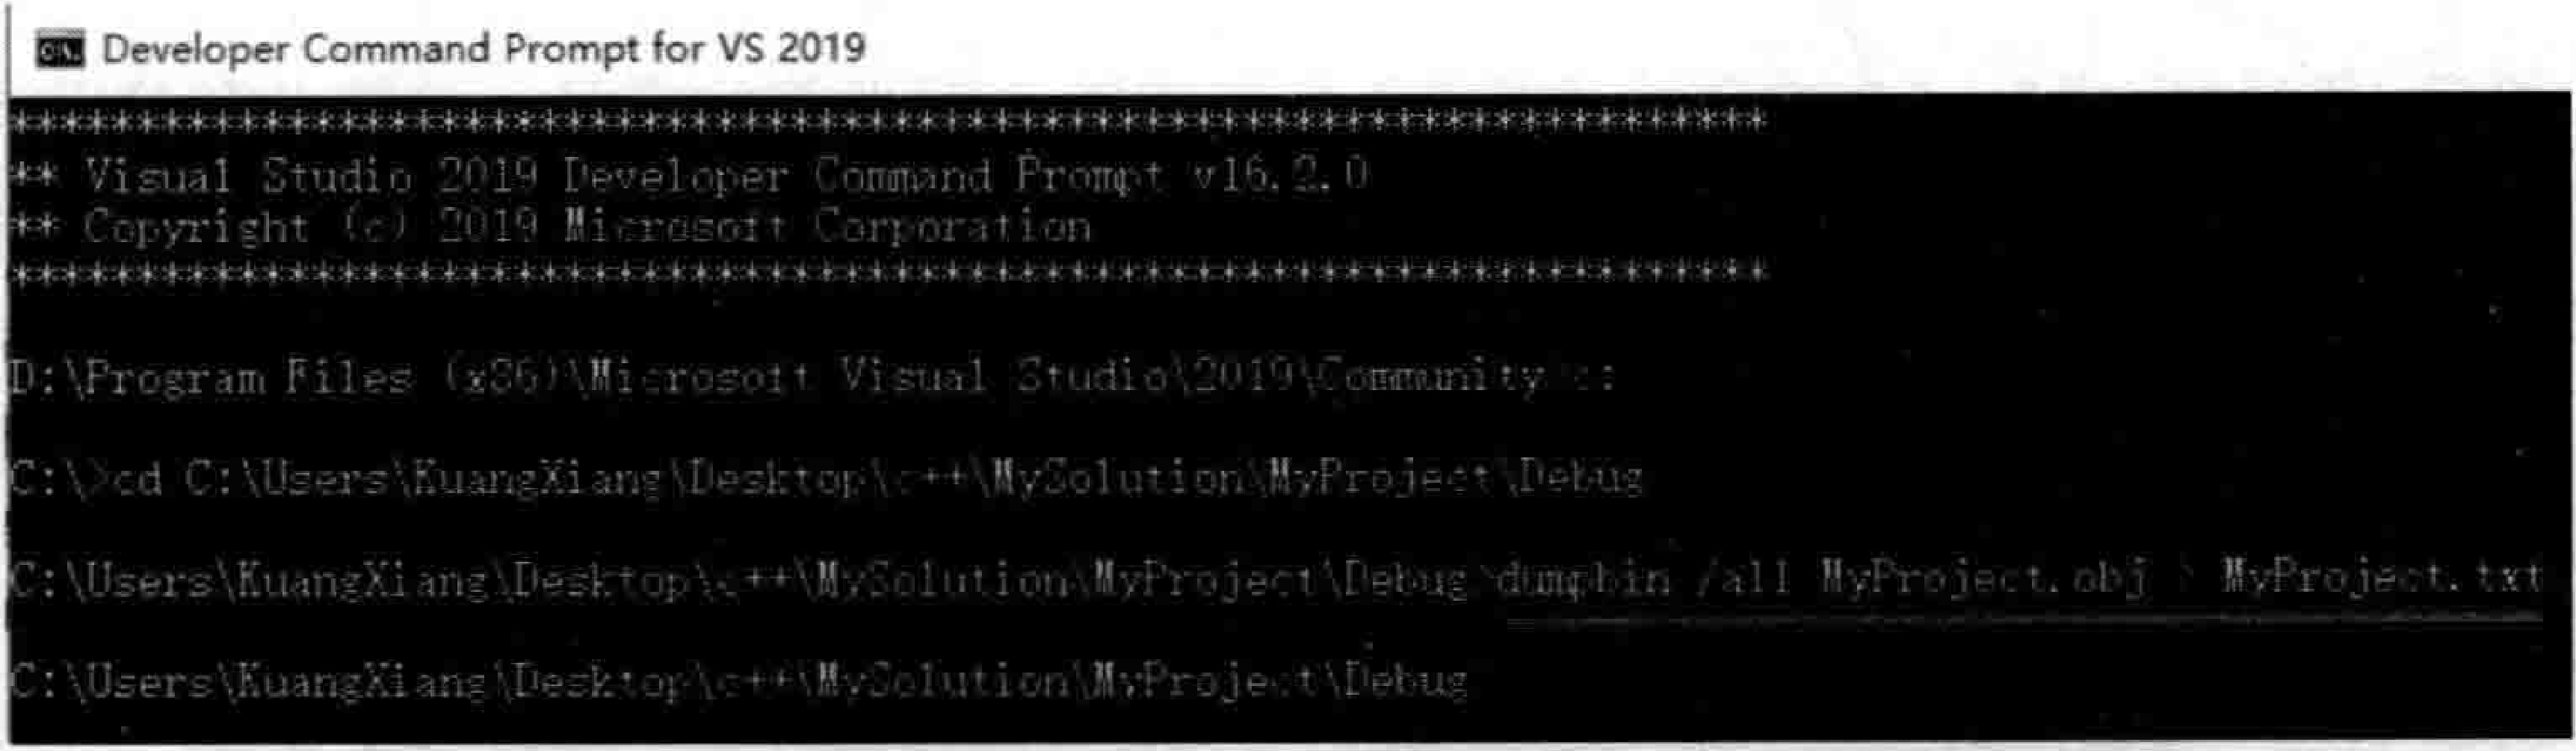 Developer Command Prompt for VS 2019
**********************************************************************
** Visual Studio 2019 Developer Command Prompt v16.2.0
** Copyright (c) 2019 Microsoft Corporation
**********************************************************************
D:\Program Files (x86)\Microsoft Visual Studio\2019\Community>c:
C:\>cd C:\Users\KuangXiang\Desktop\c++\MySolution\MyProject\Debug
C:\Users\KuangXiang\Desktop\c++\MySolution\MyProject\Debug>dumpbin /all MyProject.obj > MyProject.txt
C:\Users\KuangXiang\Desktop\c++\MySolution\MyProject\Debug